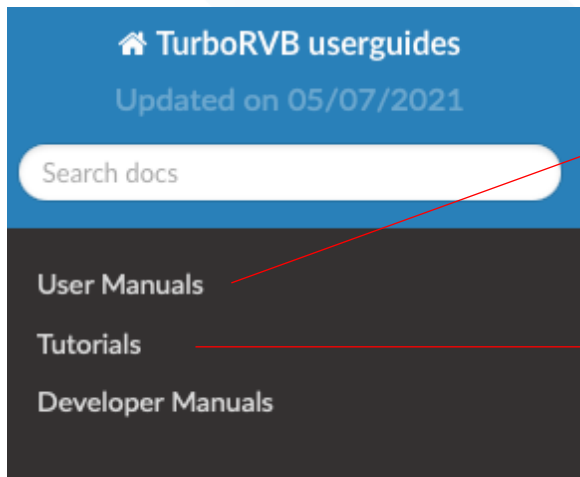 TurboRVB userguides
Updated on 05/07/2021
Search docs
User Manuals
Tutorials
Developer Manuals